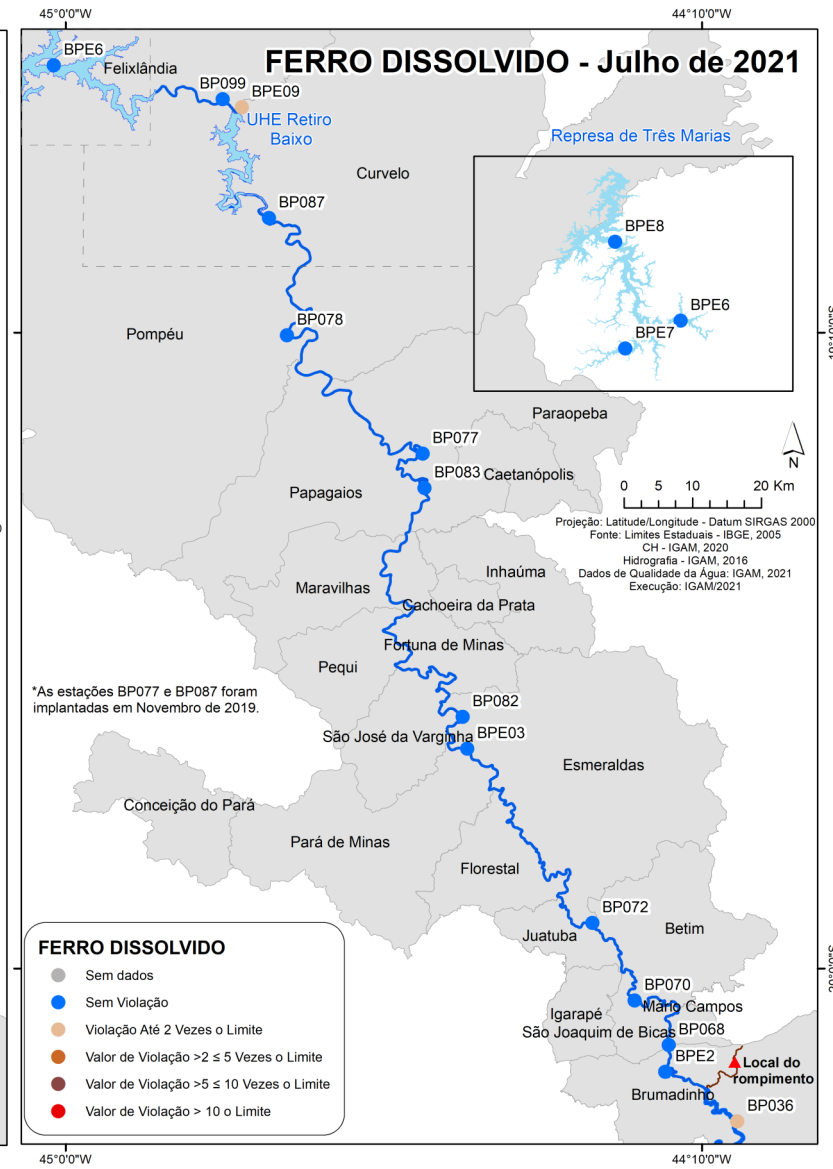 45°0'0"W
44°10'0"W
FERRO DISSOLVIDO - Julho de 2021
BPE6
Felixlândia
BP099
BPE09
UHE Retiro
Baixo
Represa de Três Marias
Curvelo
BP087
BPE8
BPE6
BPE7
BP078
Pompéu
Paraopeba
BP077
BP083
Caetanópolis
Papagaios
N
0 5 10 20 Km
Projeção: Latitude/Longitude - Datum SIRGAS 2000
Fonte: Limites Estaduais - IBGE, 2005
CH - IGAM, 2020
Hidrografia - IGAM, 2016
Dados de Qualidade da Água: IGAM, 2021
Execução: IGAM/2021
Inhaúma
Maravilhas
Cachoeira da Prata
Fortuna de Minas
Pequi
*As estações BP077 e BP087 foram
implantadas em Novembro de 2019.
BP082
São José da Varginha
BPE03
Esmeraldas
Conceição do Pará
Pará de Minas
Florestal
BP072
Juatuba
Betim
BP070
Mário Campos
Igarapé
São Joaquim de Bicas
BP068
BPE2
Local do
rompimento
Brumadinho
BP036
FERRO DISSOLVIDO
Sem dados
Sem Violação
Violação Até 2 Vezes o Limite
Valor de Violação >2 ≤ 5 Vezes o Limite
Valor de Violação >5 ≤ 10 Vezes o Limite
Valor de Violação > 10 o Limite
45°0'0"W
44°10'0"W